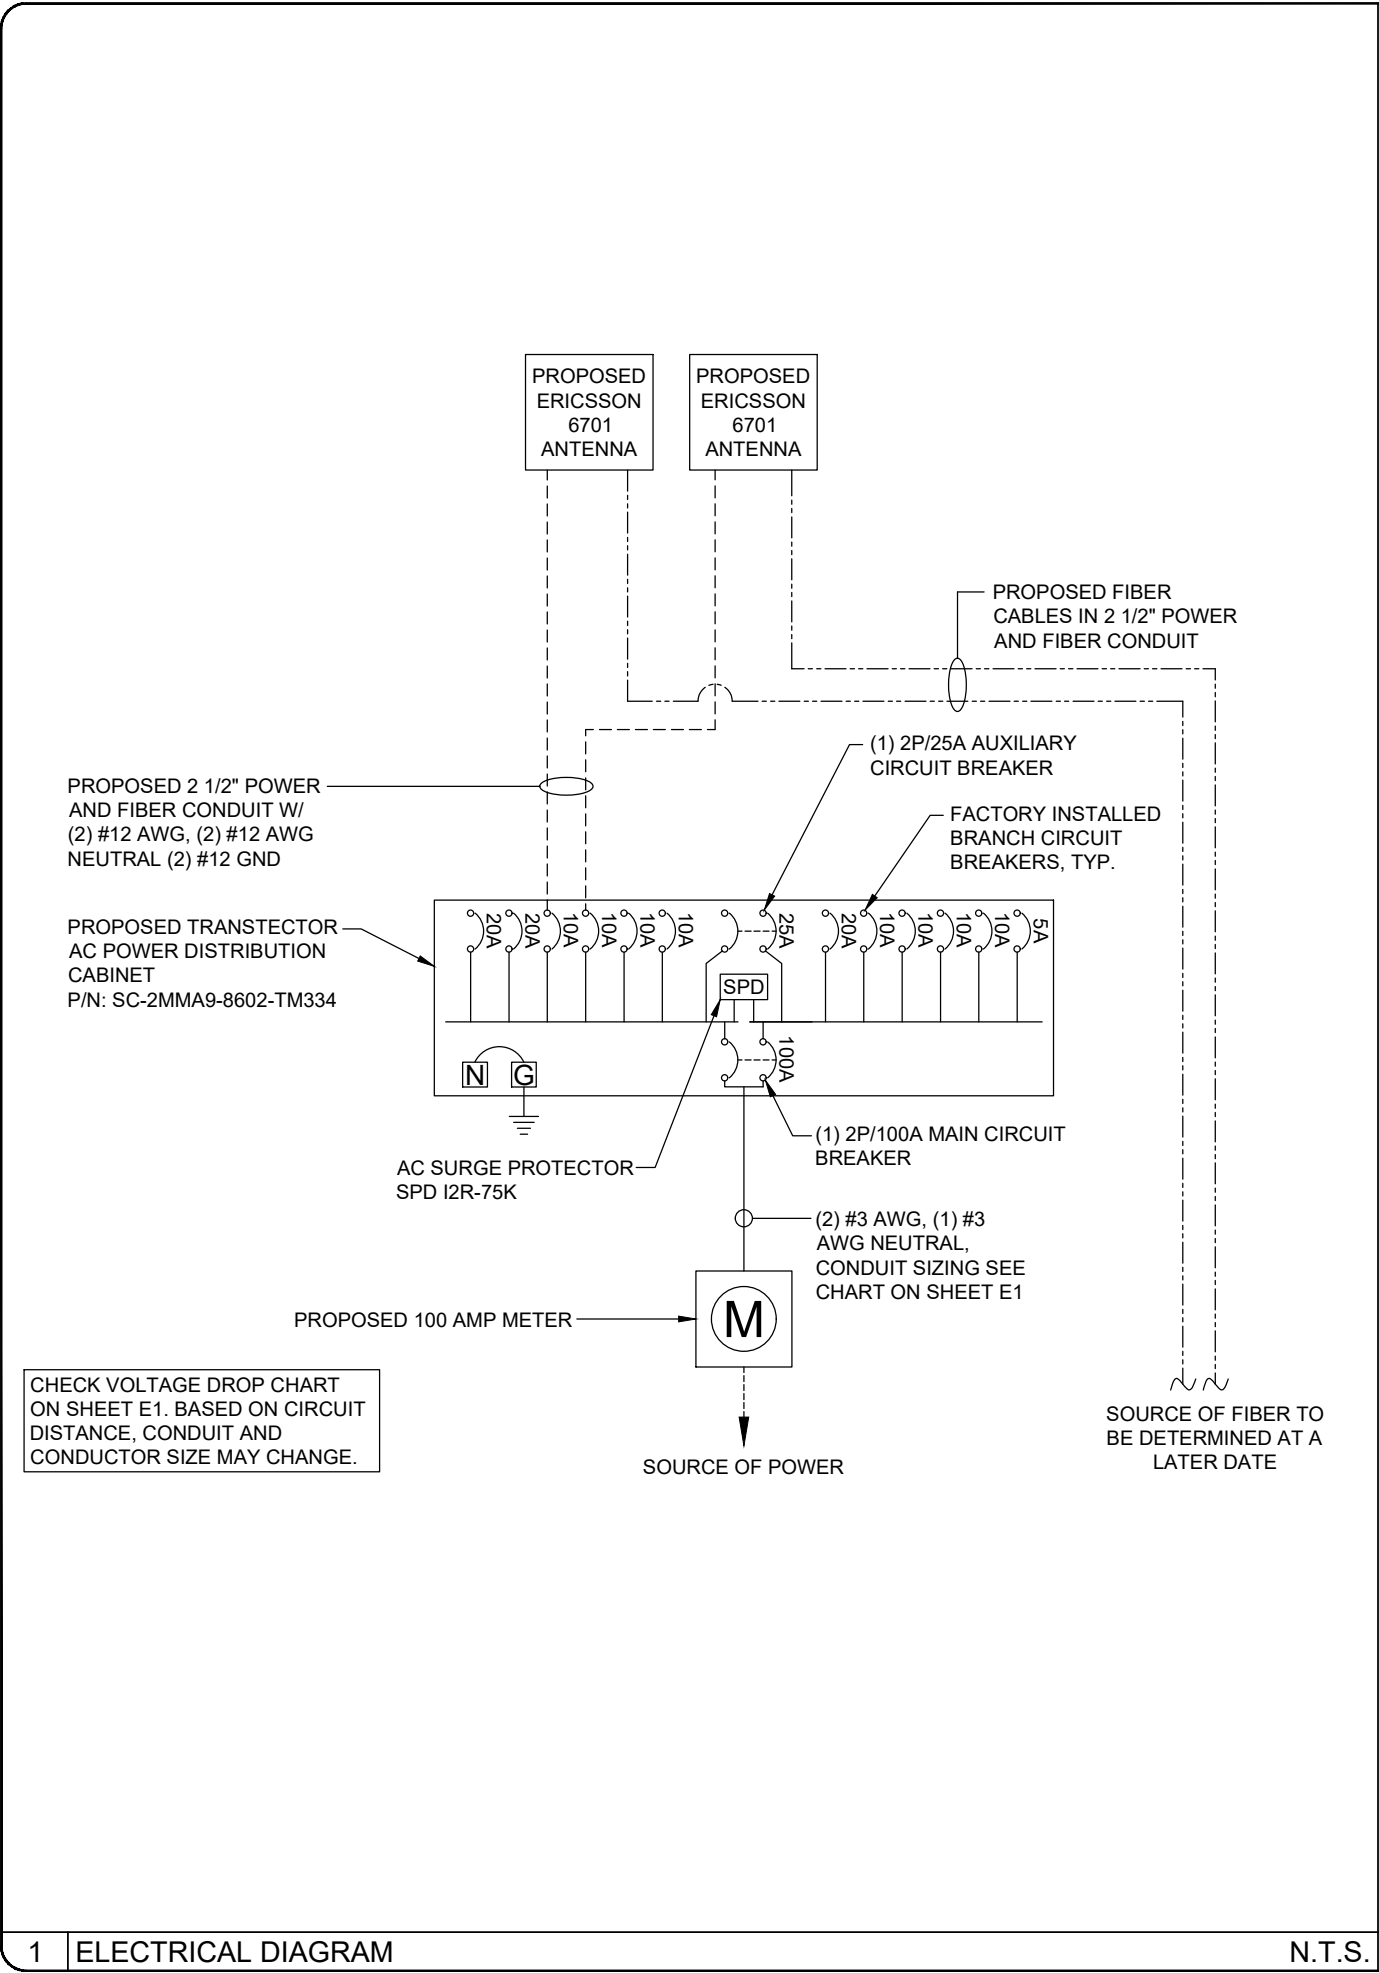 PROPOSED
ERICSSON
6701
ANTENNA
PROPOSED
ERICSSON
6701
ANTENNA
PROPOSED FIBER
CABLES IN 2 1/2" POWER
AND FIBER CONDUIT
(1) 2P/25A AUXILIARY
CIRCUIT BREAKER
PROPOSED 2 1/2" POWER
AND FIBER CONDUIT W/
(2) #12 AWG, (2) #12 AWG
NEUTRAL (2) #12 GND
FACTORY INSTALLED
BRANCH CIRCUIT
BREAKERS, TYP.
PROPOSED TRANSTECTOR
AC POWER DISTRIBUTION
CABINET
P/N: SC-2MMA9-8602-TM334
20A
20A
10A
10A
10A
10A
25A
20A
10A
10A
10A
10A
5A
SPD
100A
N
G
(1) 2P/100A MAIN CIRCUIT
BREAKER
AC SURGE PROTECTOR
SPD I2R-75K
(2) #3 AWG, (1) #3
AWG NEUTRAL,
CONDUIT SIZING SEE
CHART ON SHEET E1
PROPOSED 100 AMP METER
M
CHECK VOLTAGE DROP CHART
ON SHEET E1. BASED ON CIRCUIT
DISTANCE, CONDUIT AND
CONDUCTOR SIZE MAY CHANGE.
SOURCE OF POWER
SOURCE OF FIBER TO
BE DETERMINED AT A
LATER DATE
1 ELECTRICAL DIAGRAM N.T.S.